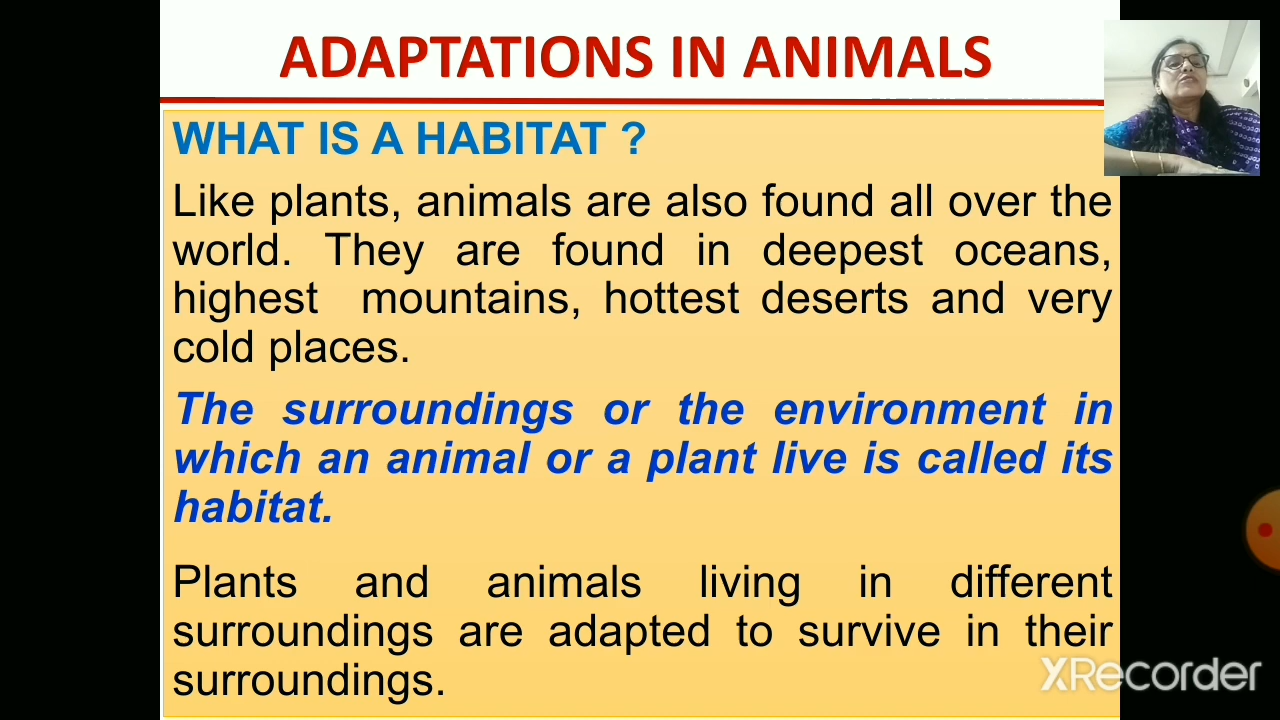 ADAPTATIONS IN ANIMALS
WHAT IS A HABITAT ?
Like plants, animals are also found all over the
world. They are found in deepest oceans,
highest mountains, hottest deserts and very
cold places.
The surroundings or the environment in
which an animal or a plant live is called its
habitat.
Plants and animals living in different
surroundings are adapted to survive in their
surroundings.
XRecorder